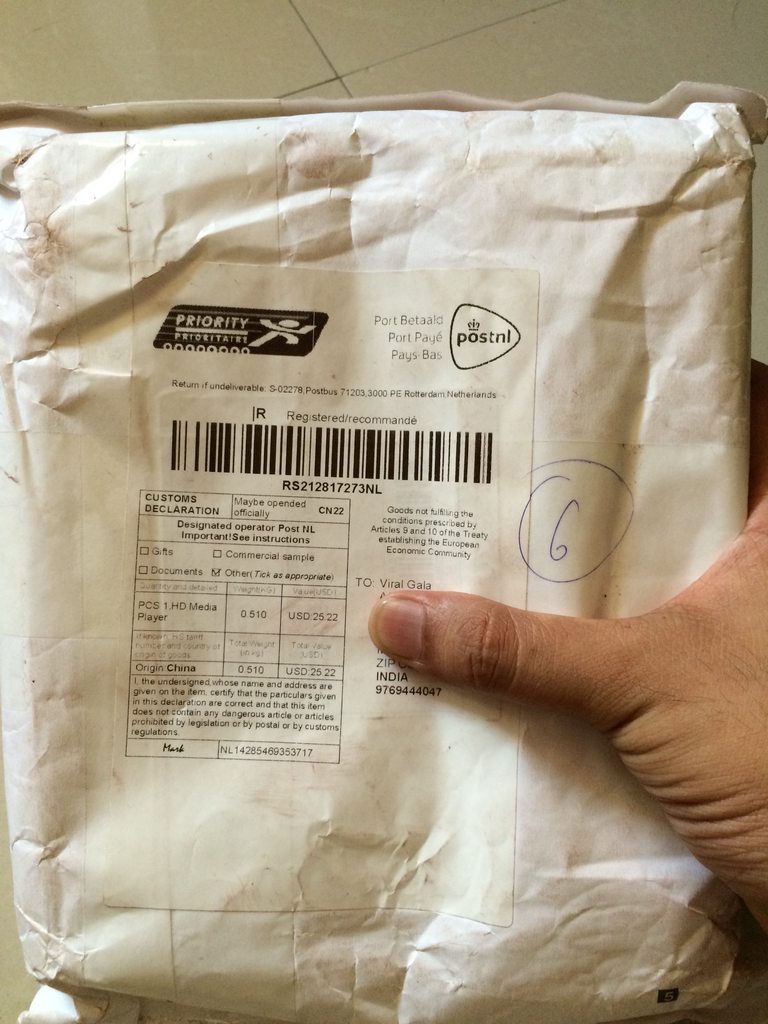 PRIORITY
PRIORITAIRE
Port Betaald
Port Payé
Pays-Bas
postnl
Return if undeliverable: S-02278,Postbus 71203,3000 PE Rotterdam,Netherlands
R Registered/recommandé
RS212817273NL
CUSTOMS DECLARATION
Maybe opended officially
CN22
Designated operator Post NL
Important!See instructions
Gifts
Commercial sample
Documents
Other(Tick as appropriate)
Quantity and detailed
Weight(KG)
Value(USD)
PCS 1,HD Media Player
0.510
USD:25.22
if known, HS tariff number and country of origin of goods
Total Weight (in kg)
Total Value (USD)
Origin:China
0.510
USD:25.22
I, the undersigned,whose name and address are
given on the item, certify that the particulars given
in this declaration are correct and that this item
does not contain any dangerous article or articles
prohibited by legislation or by postal or by customs
regulations.
Mark
NL14285469353717
Goods not fulfilling the
conditions prescribed by
Articles 9 and 10 of the Treaty
establishing the European
Economic Community
TO: Viral Gala
ZIP
INDIA
9769444047
6
5